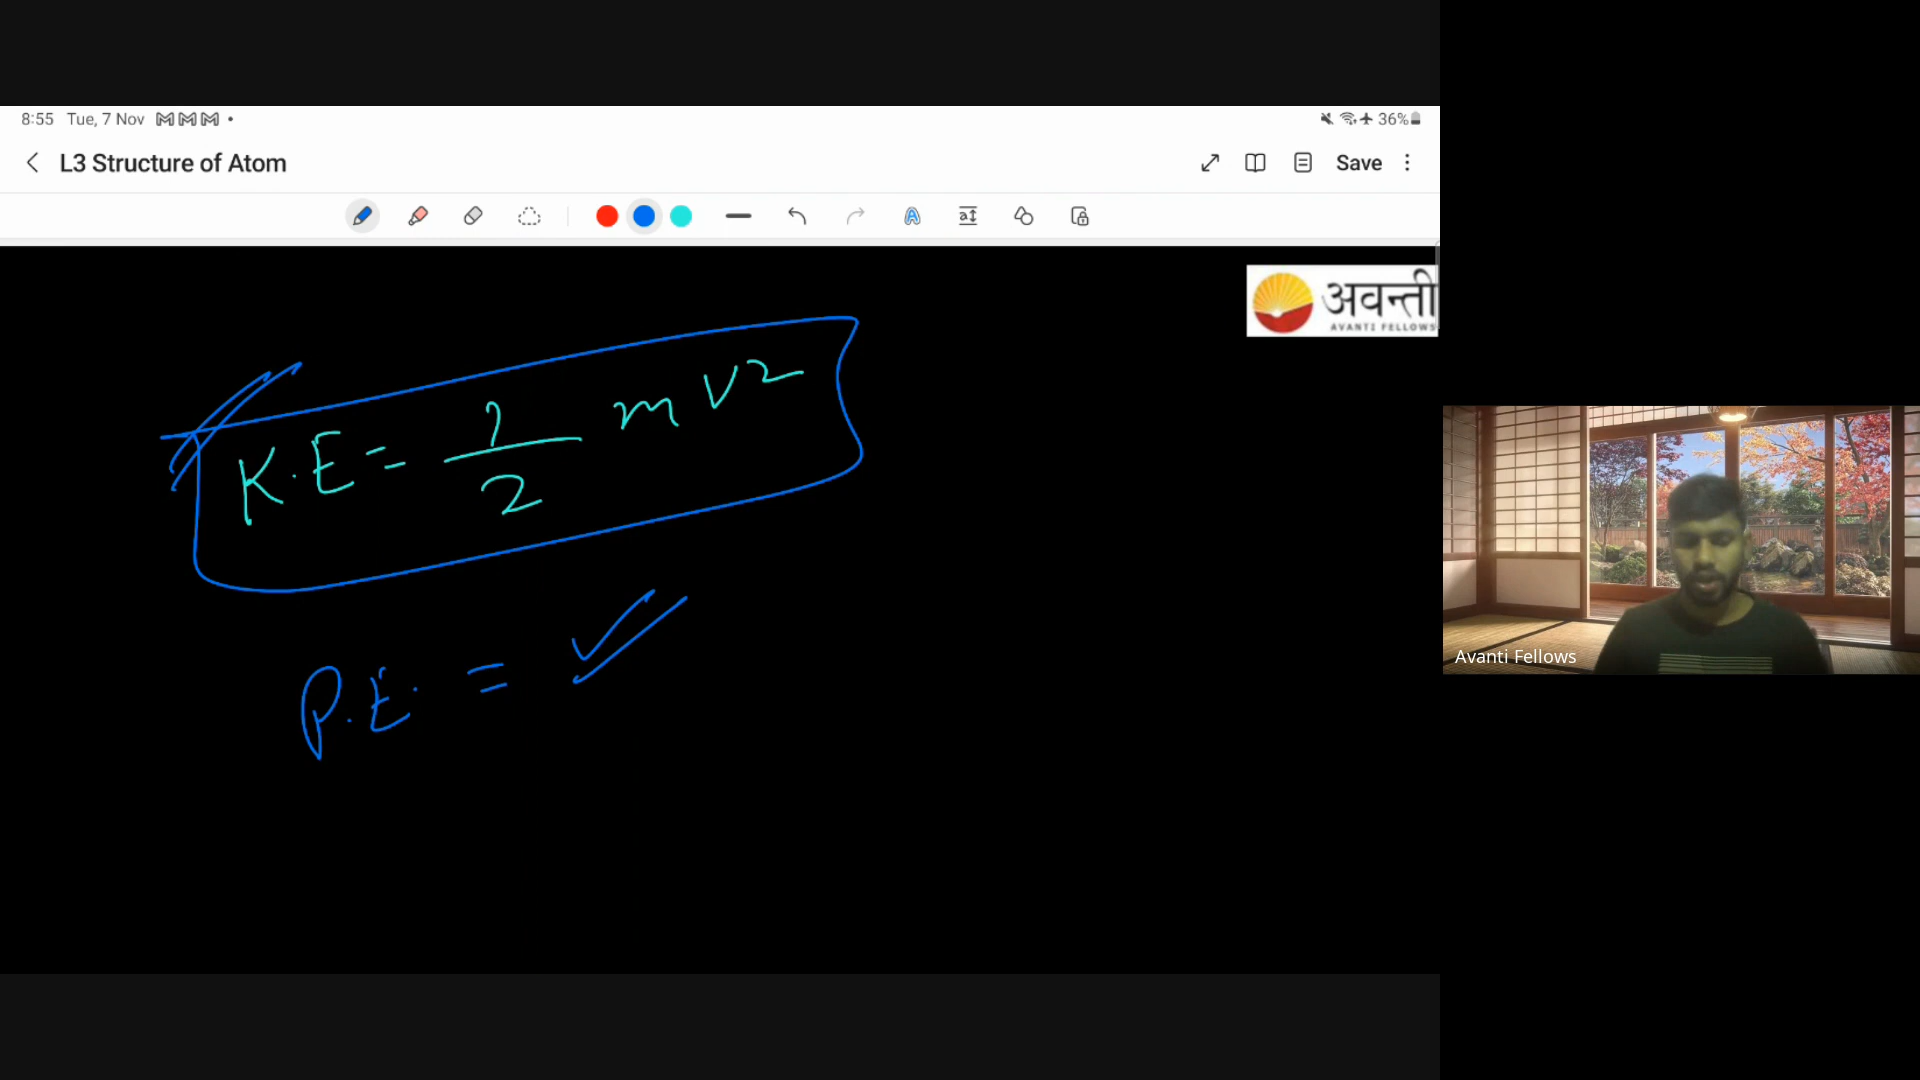 8:55 Tue, 7 Nov
36%
L3 Structure of Atom
Save
अवन्ती
AVANTI FELLOWS
K.E = 1/2 mv²
P.E. =
Avanti Fellows